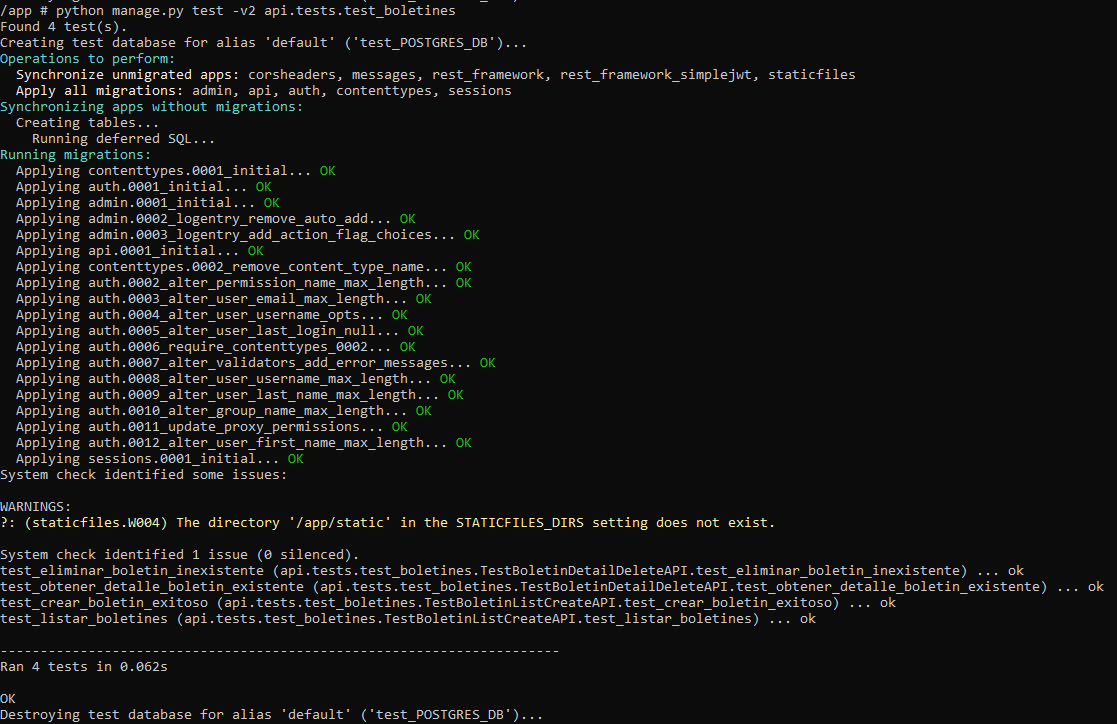 /app # python manage.py test -v2 api.tests.test_boletines
Found 4 test(s).
Creating test database for alias 'default' ('test_POSTGRES_DB')...
Operations to perform:
  Synchronize unmigrated apps: corsheaders, messages, rest_framework, rest_framework_simplejwt, staticfiles
  Apply all migrations: admin, api, auth, contenttypes, sessions
Synchronizing apps without migrations:
  Creating tables...
    Running deferred SQL...
Running migrations:
  Applying contenttypes.0001_initial... OK
  Applying auth.0001_initial... OK
  Applying admin.0001_initial... OK
  Applying admin.0002_logentry_remove_auto_add... OK
  Applying admin.0003_logentry_add_action_flag_choices... OK
  Applying api.0001_initial... OK
  Applying contenttypes.0002_remove_content_type_name... OK
  Applying auth.0002_alter_permission_name_max_length... OK
  Applying auth.0003_alter_user_email_max_length... OK
  Applying auth.0004_alter_user_username_opts... OK
  Applying auth.0005_alter_user_last_login_null... OK
  Applying auth.0006_require_contenttypes_0002... OK
  Applying auth.0007_alter_validators_add_error_messages... OK
  Applying auth.0008_alter_user_username_max_length... OK
  Applying auth.0009_alter_user_last_name_max_length... OK
  Applying auth.0010_alter_group_name_max_length... OK
  Applying auth.0011_update_proxy_permissions... OK
  Applying auth.0012_alter_user_first_name_max_length... OK
  Applying sessions.0001_initial... OK
System check identified some issues:

WARNINGS:
?: (staticfiles.W004) The directory '/app/static' in the STATICFILES_DIRS setting does not exist.

System check identified 1 issue (0 silenced).
test_eliminar_boletin_inexistente (api.tests.test_boletines.TestBoletinDetailDeleteAPI.test_eliminar_boletin_inexistente) ... ok
test_obtener_detalle_boletin_existente (api.tests.test_boletines.TestBoletinDetailDeleteAPI.test_obtener_detalle_boletin_existente) ... ok
test_crear_boletin_exitoso (api.tests.test_boletines.TestBoletinListCreateAPI.test_crear_boletin_exitoso) ... ok
test_listar_boletines (api.tests.test_boletines.TestBoletinListCreateAPI.test_listar_boletines) ... ok

----------------------------------------------------------------------
Ran 4 tests in 0.062s

OK
Destroying test database for alias 'default' ('test_POSTGRES_DB')...